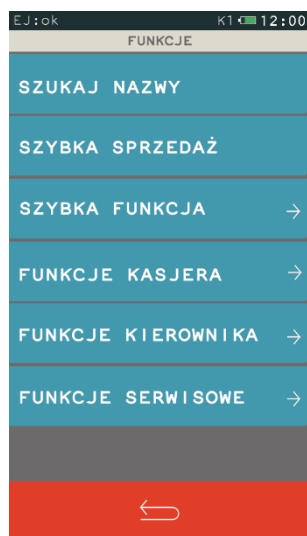 EJ:ok K1 12:00
FUNKCJE
SZUKAJ NAZWY
SZYBKA SPRZEDAŻ
SZYBKA FUNKCJA
FUNKCJE KASJERA
FUNKCJE KIEROWNIKA
FUNKCJE SERWISOWE